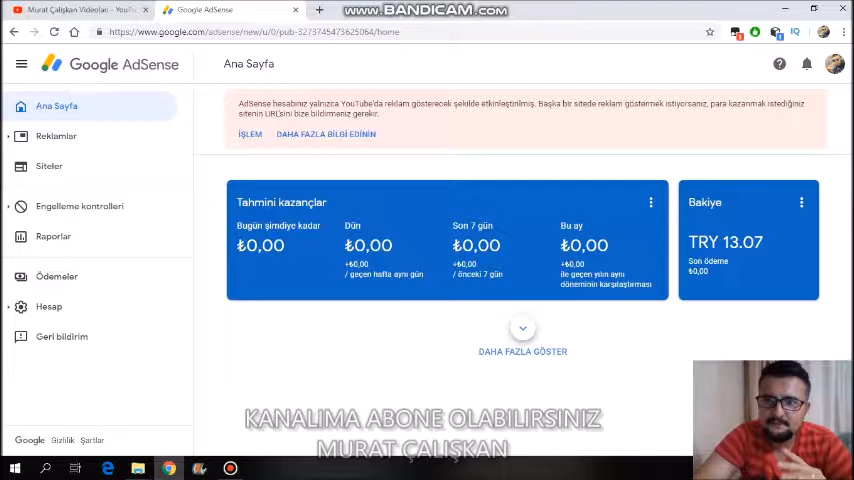 Murat Çalışkan Videoları - YouTu
Google AdSense
www.BANDICAM.com
https://www.google.com/adsense/new/u/0/pub-3273745473625064/home
IQ
Google AdSense
Ana Sayfa
Ana Sayfa
Reklamlar
Siteler
Engelleme kontrolleri
Raporlar
Ödemeler
Hesap
Geri bildirim
Google Gizlilik Şartlar
AdSense hesabınız yalnızca YouTube'da reklam gösterecek şekilde etkinleştirilmiş. Başka bir sitede reklam göstermek istiyorsanız, para kazanmak istediğiniz
sitenin URL'sini bize bildirmeniz gerekir.
İŞLEM DAHA FAZLA BİLGİ EDİNİN
Tahmini kazançlar
Bugün şimdiye kadar
₺0,00
Dün
₺0,00
+₺0,00
/ geçen hafta aynı gün
Son 7 gün
₺0,00
+₺0,00
/ önceki 7 gün
Bu ay
₺0,00
+₺0,00
ile geçen yılın aynı
döneminin karşılaştırması
Bakiye
TRY 13.07
Son ödeme
₺0,00
DAHA FAZLA GÖSTER
KANALIMA ABONE OLABILIRSINIZ
MURAT ÇALIŞKAN